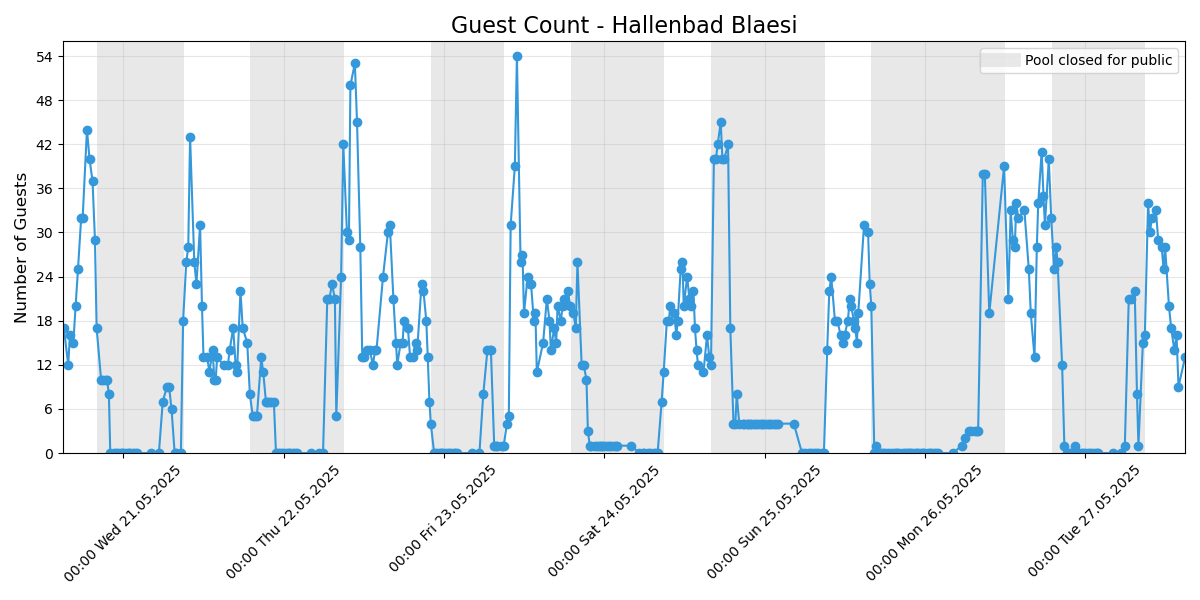 Guest Count - Hallenbad Blaesi
Pool closed for public
Number of Guests
54
48
42
36
30
24
18
12
6
0
00:00 Wed 21.05.2025
00:00 Thu 22.05.2025
00:00 Fri 23.05.2025
00:00 Sat 24.05.2025
00:00 Sun 25.05.2025
00:00 Mon 26.05.2025
00:00 Tue 27.05.2025